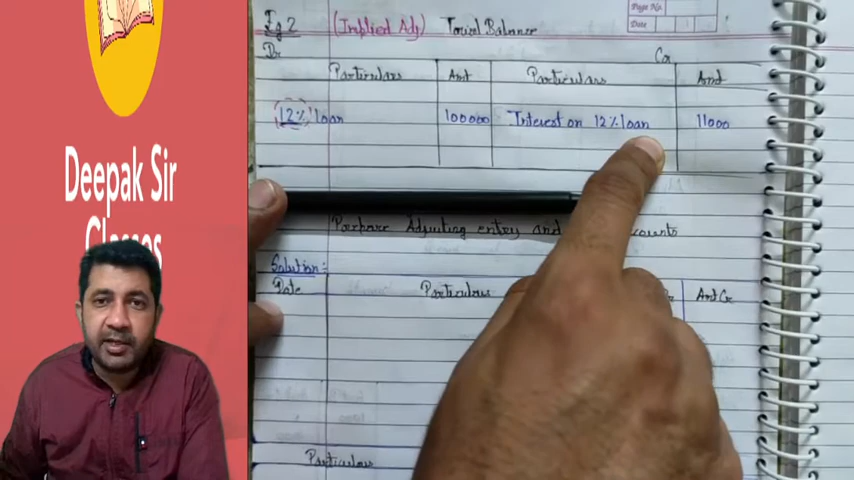 Deepak Sir
Classes
Page No.
Date
Eg 2 (Implied Adj) Trial Balance
Dr Cr
Particulars Amt Particulars Amt
12% loan 100000 Interest on 12% loan 11000
Prepare Adjusting entry and
Solution:-
Date Particulars Amt Cr
Particulars